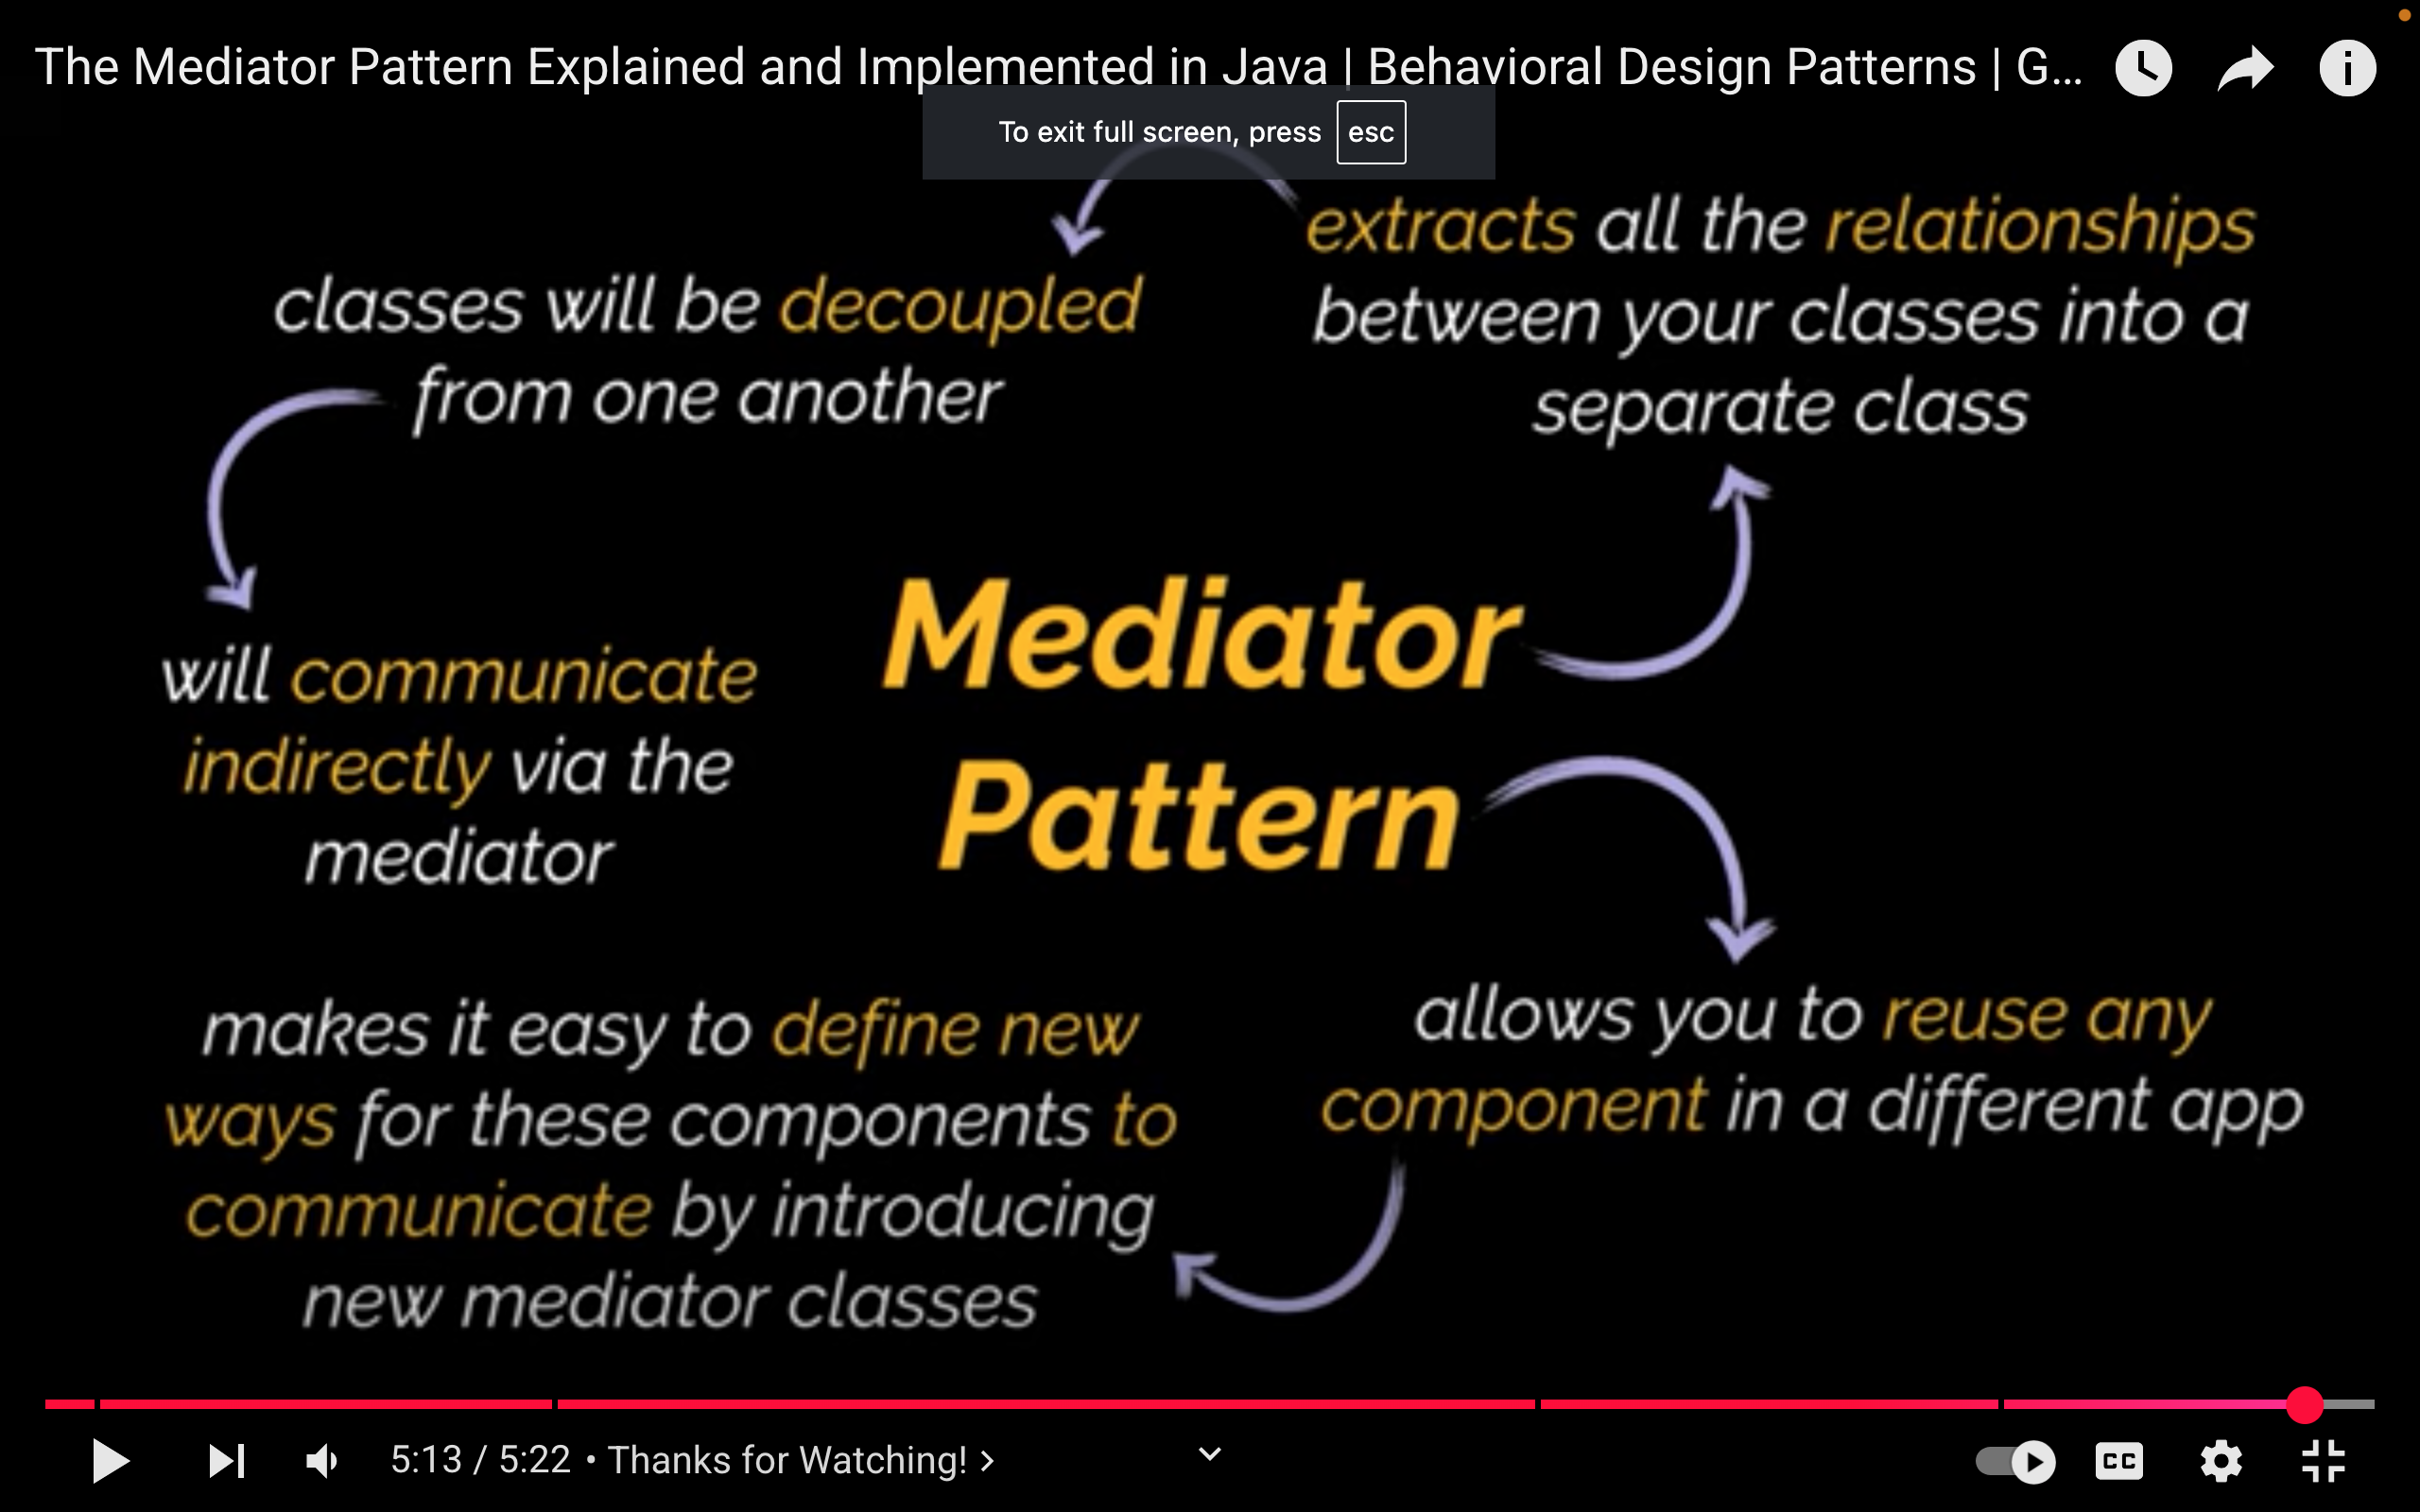 The Mediator Pattern Explained and Implemented in Java | Behavioral Design Patterns | G...
To exit full screen, press esc
extracts all the relationships
between your classes into a
separate class
classes will be decoupled
from one another
will communicate
indirectly via the
mediator
Mediator
Pattern
allows you to reuse any
component in a different app
makes it easy to define new
ways for these components to
communicate by introducing
new mediator classes
5:13 / 5:22 • Thanks for Watching! >
CC